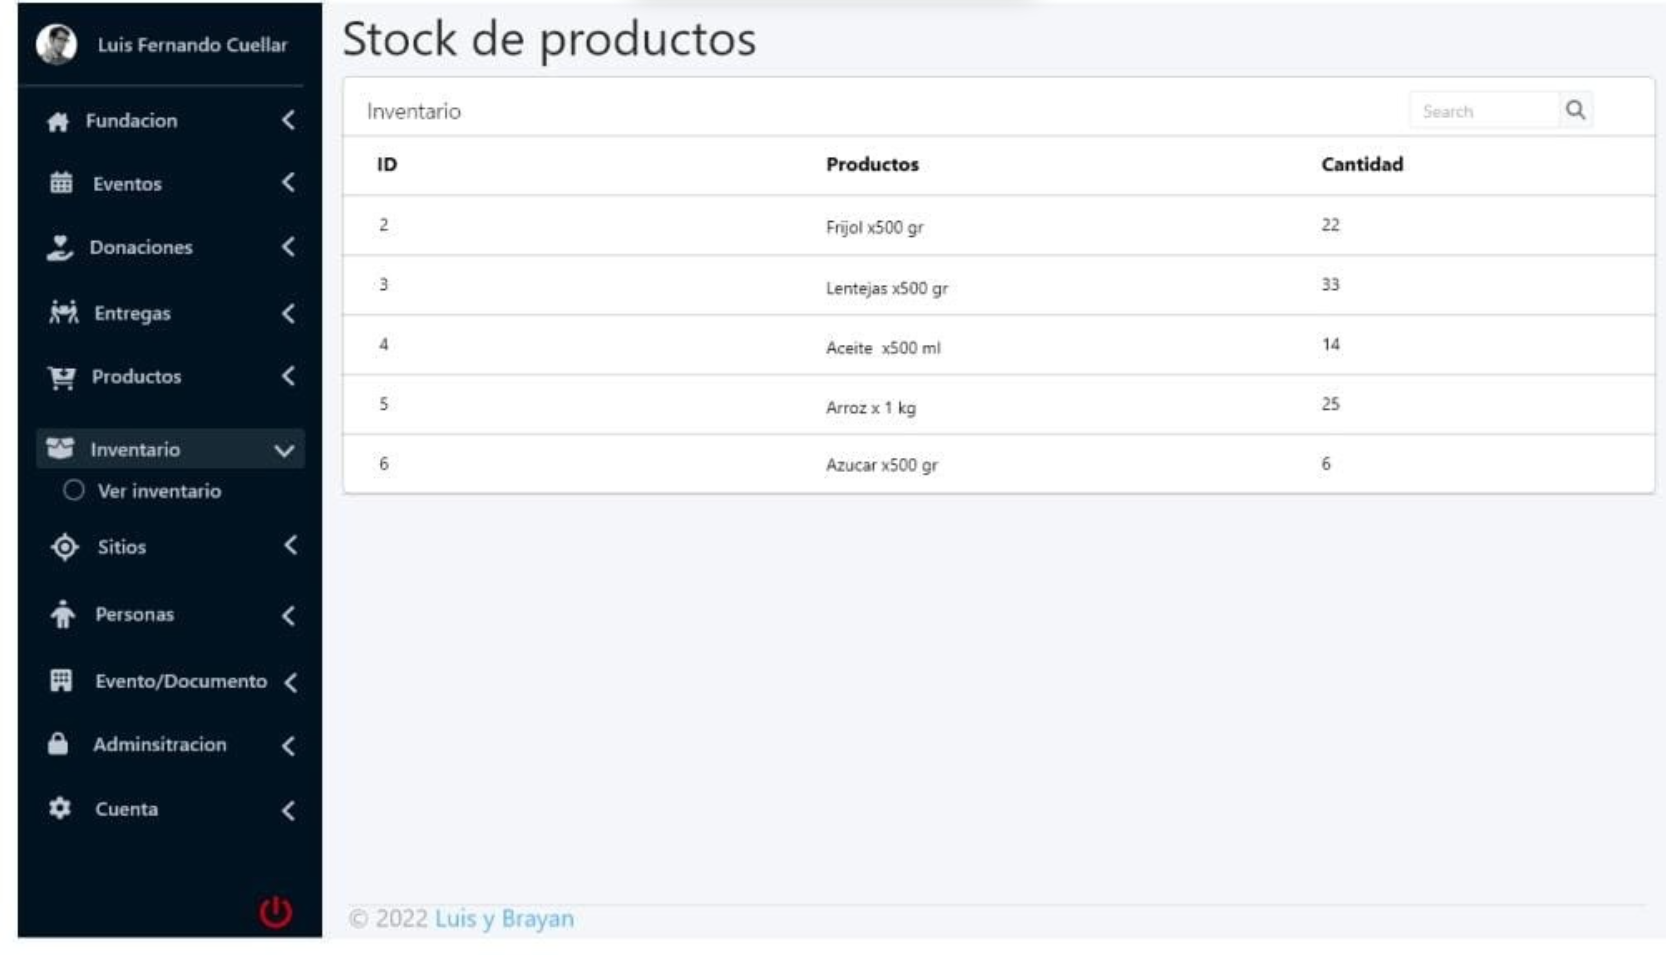 Luis Fernando Cuellar
Fundacion
Eventos
Donaciones
Entregas
Productos
Inventario
Ver inventario
Sitios
Personas
Evento/Documento
Adminsitracion
Cuenta
Stock de productos
Inventario
Search
ID Productos Cantidad
2 Frijol x500 gr 22
3 Lentejas x500 gr 33
4 Aceite x500 ml 14
5 Arroz x 1 kg 25
6 Azucar x500 gr 6
© 2022 Luis y Brayan